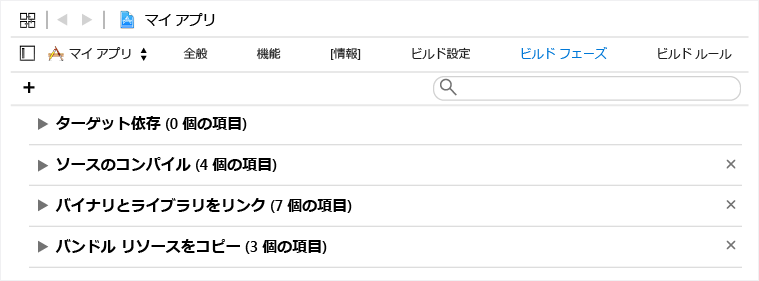 マイ アプリ
マイ アプリ 全般 機能 [情報] ビルド設定 ビルド フェーズ ビルド ルール
+
ターゲット依存 (0 個の項目)
ソースのコンパイル (4 個の項目)
バイナリとライブラリをリンク (7 個の項目)
バンドル リソースをコピー (3 個の項目)